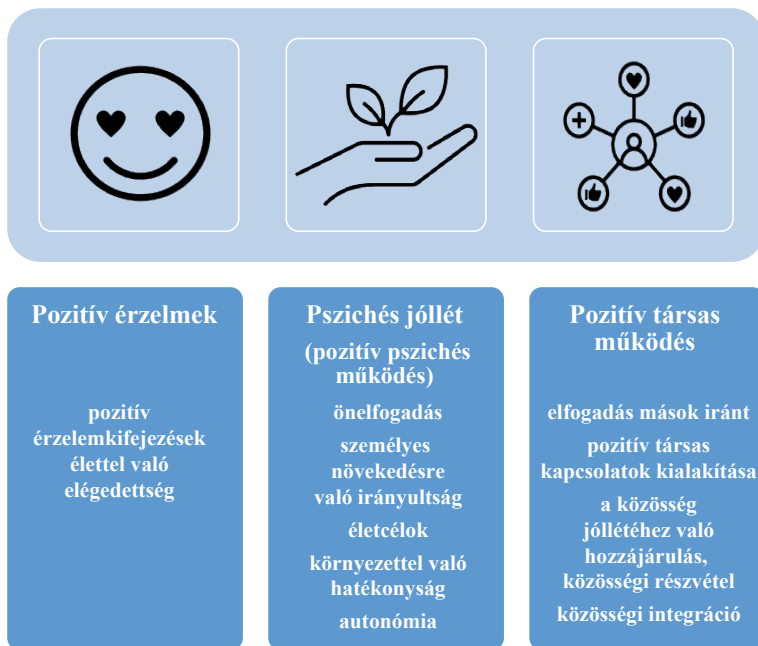 Pozitív érzelmek
pozitív
érzelemkifejezések
élettel való
elégedettség
Pszichés jóllét
(pozitív pszichés
működés)
önelfogadás
személyes
növekedésre
való irányultság
életcélok
környezettel való
hatékonyság
autonómia
Pozitív társas
működés
elfogadás mások iránt
pozitív társas
kapcsolatok kialakítása
a közösség
jóllétéhez való
hozzájárulás,
közösségi részvétel
közösségi integráció